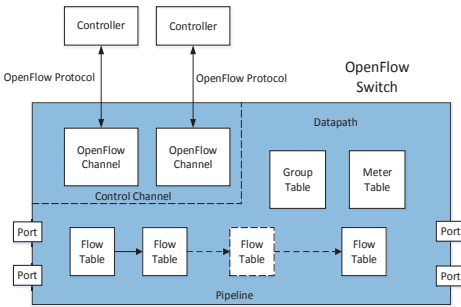 Controller
Controller
OpenFlow Protocol
OpenFlow Protocol
OpenFlow
Switch
Datapath
OpenFlow
Channel
OpenFlow
Channel
Control Channel
Group
Table
Meter
Table
Port
Port
Port
Port
Flow
Table
Flow
Table
Flow
Table
Flow
Table
Pipeline